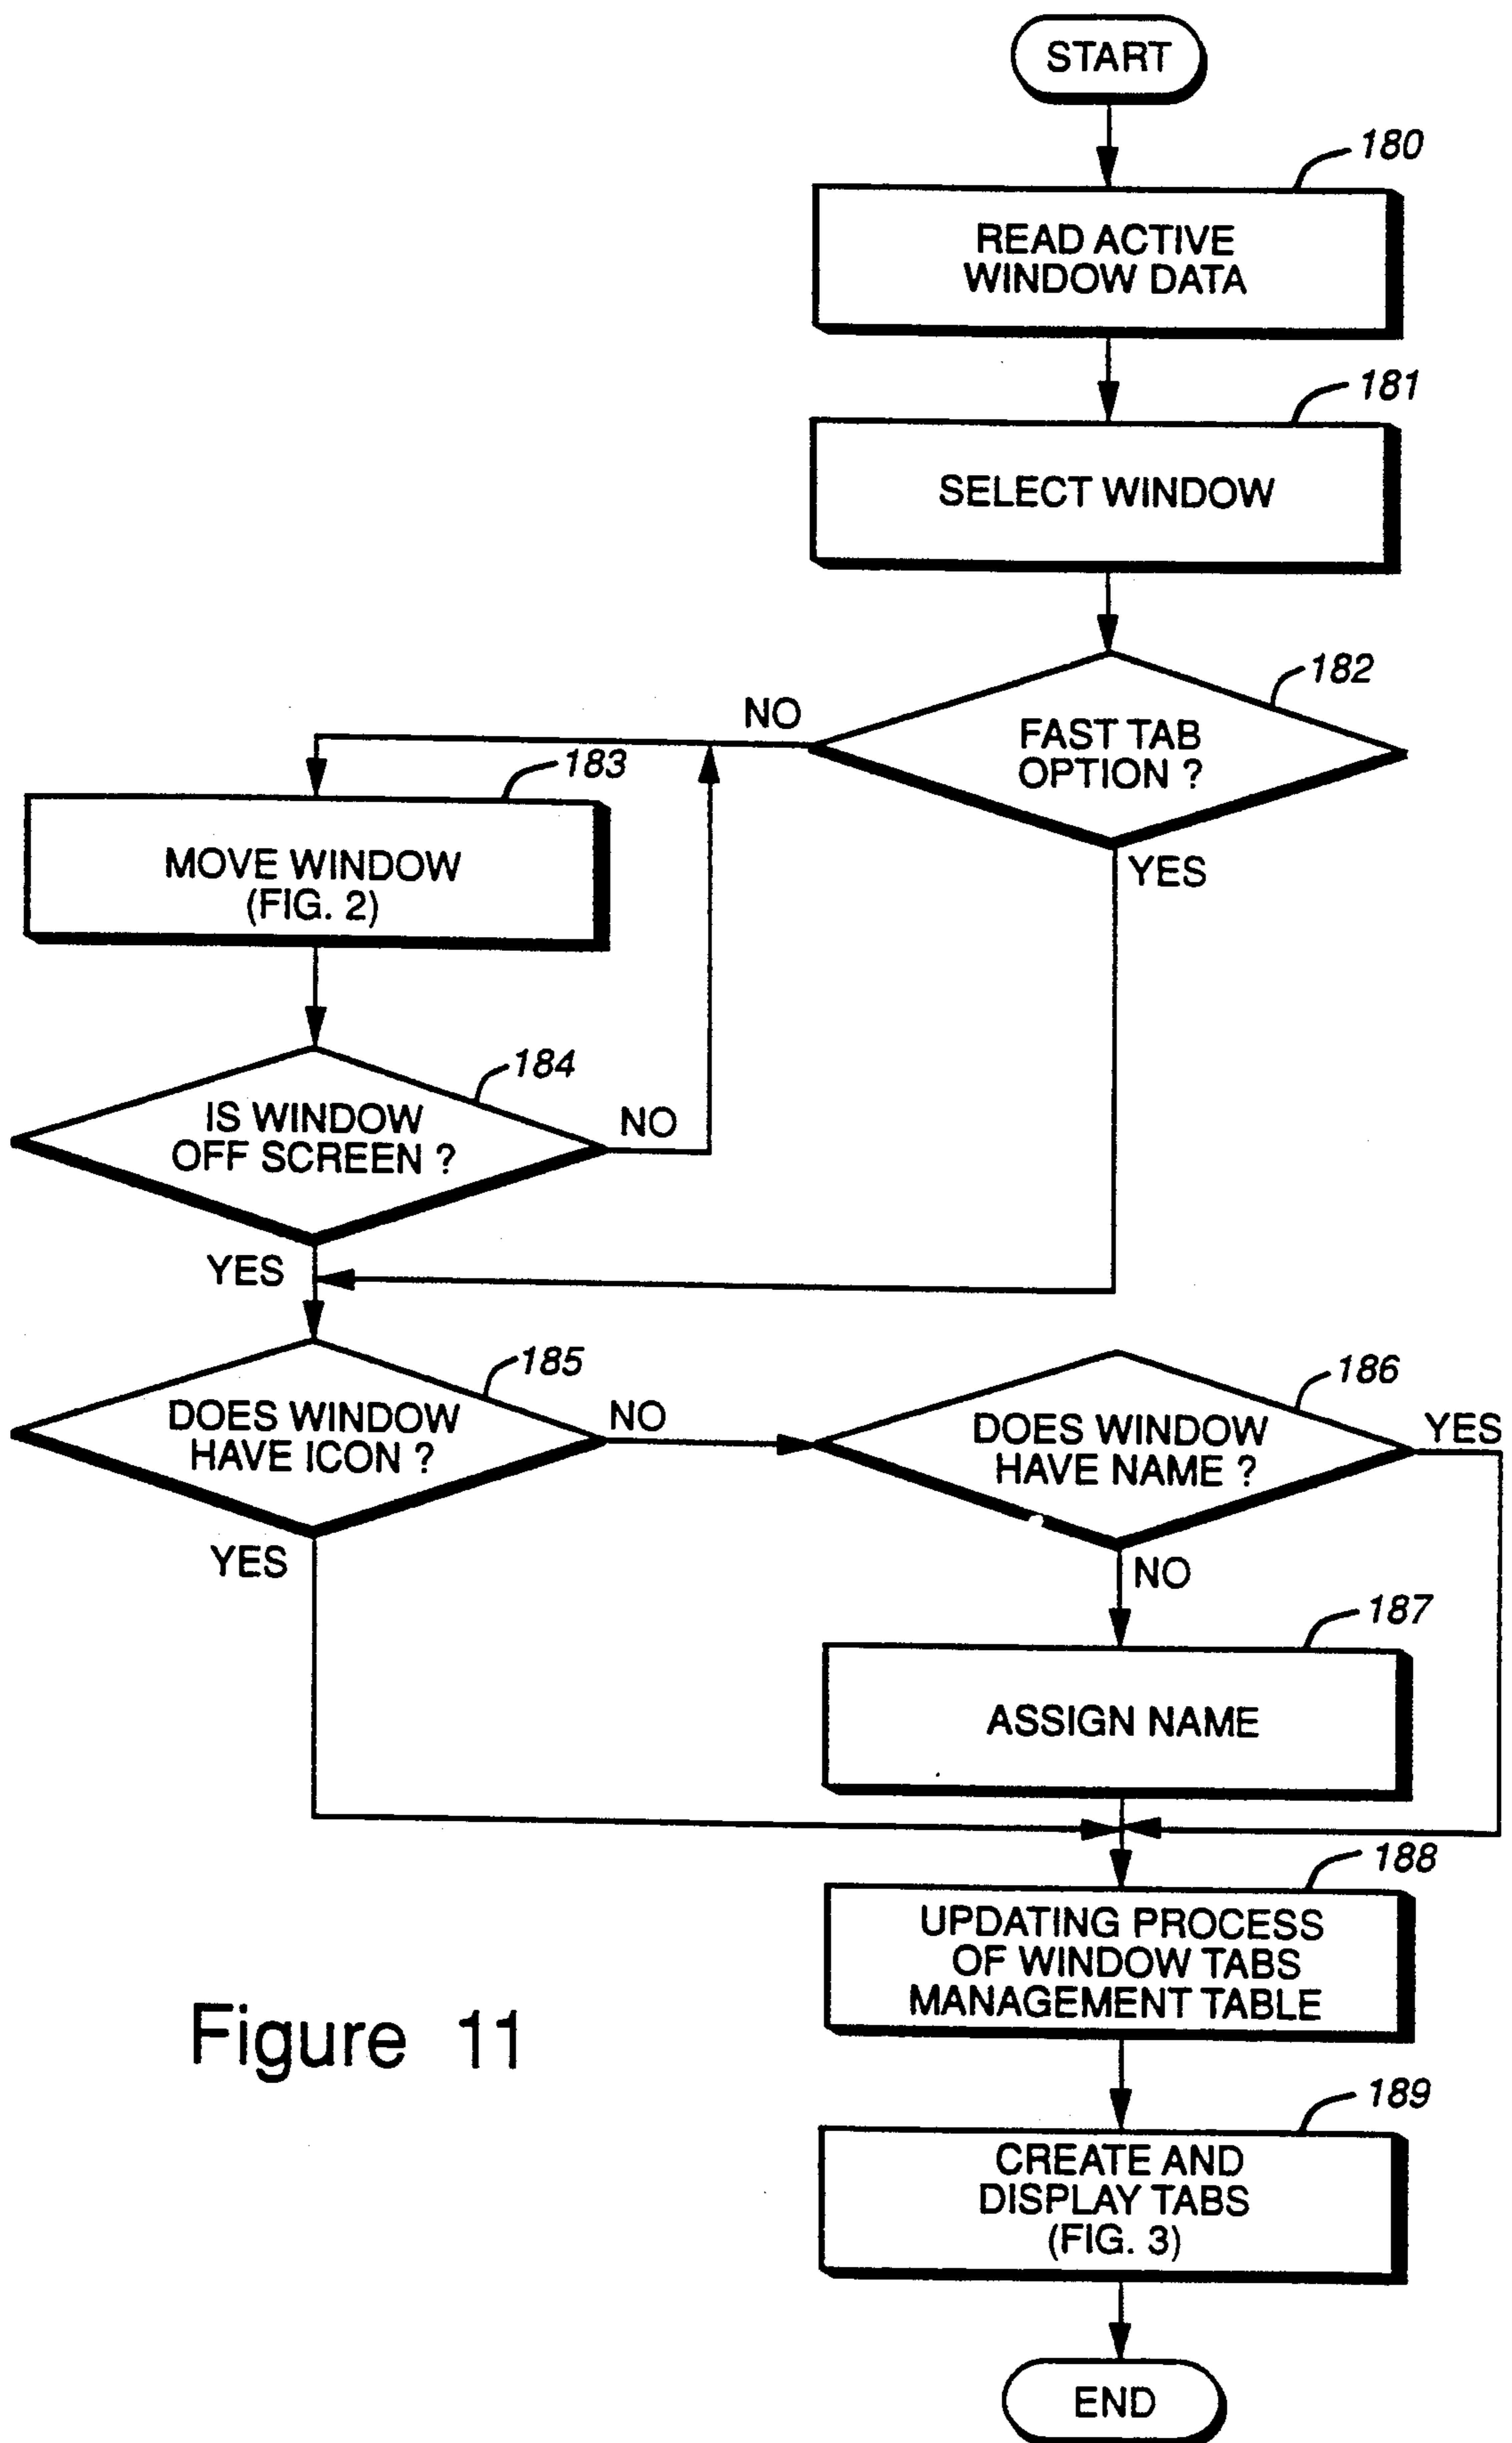 START
180
READ ACTIVE
WINDOW DATA
181
SELECT WINDOW
182
FAST TAB
OPTION ?
NO
YES
183
MOVE WINDOW
(FIG. 2)
184
IS WINDOW
OFF SCREEN ?
NO
YES
185
DOES WINDOW
HAVE ICON ?
NO
YES
186
DOES WINDOW
HAVE NAME ?
YES
NO
187
ASSIGN NAME
188
UPDATING PROCESS
OF WINDOW TABS
MANAGEMENT TABLE
189
CREATE AND
DISPLAY TABS
(FIG. 3)
END
Figure 11